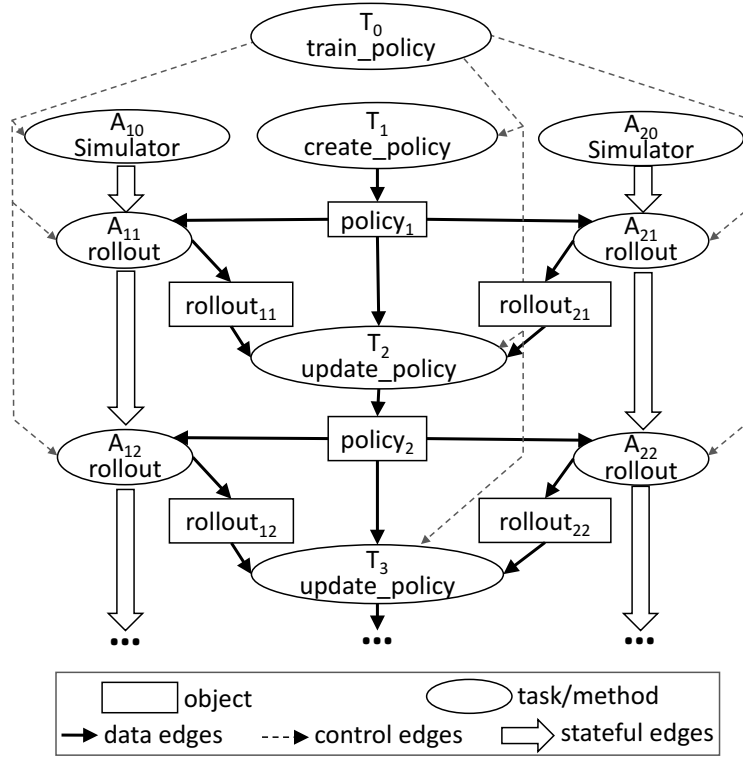 T₀
train_policy
A₁₀
Simulator
T₁
create_policy
A₂₀
Simulator
A₁₁
rollout
policy₁
A₂₁
rollout
rollout₁₁
rollout₂₁
T₂
update_policy
A₁₂
rollout
policy₂
A₂₂
rollout
rollout₁₂
rollout₂₂
T₃
update_policy
... ... ...
object
task/method
data edges
control edges
stateful edges